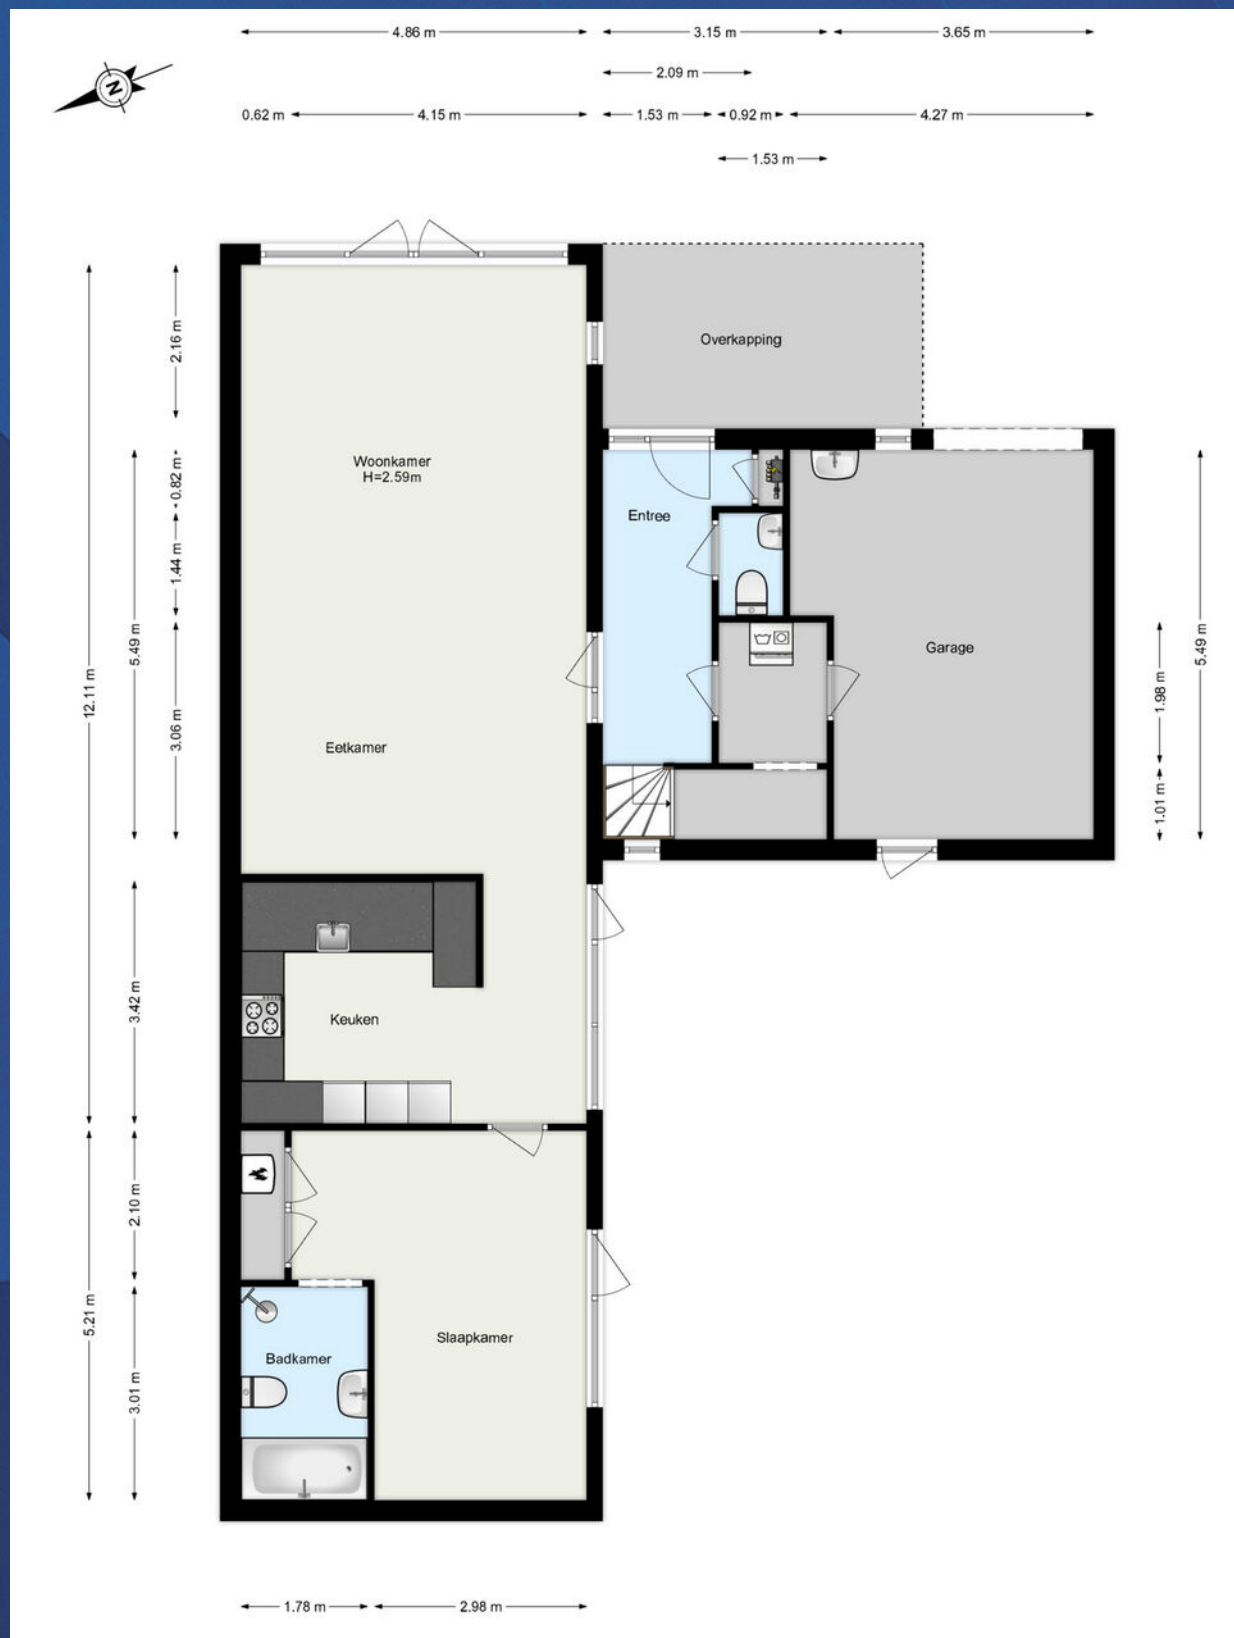 4.86 m
3.15 m
3.65 m
2.09 m
0.62 m
4.15 m
1.53 m
0.92 m
4.27 m
1.53 m
N
2.16 m
Overkapping
Woonkamer
H=2.59m
0.82 m
Entree
1.44 m
5.49 m
12.11 m
3.06 m
Garage
5.49 m
1.98 m
Eetkamer
1.01 m
3.42 m
Keuken
2.10 m
5.21 m
Slaapkamer
Badkamer
3.01 m
1.78 m
2.98 m